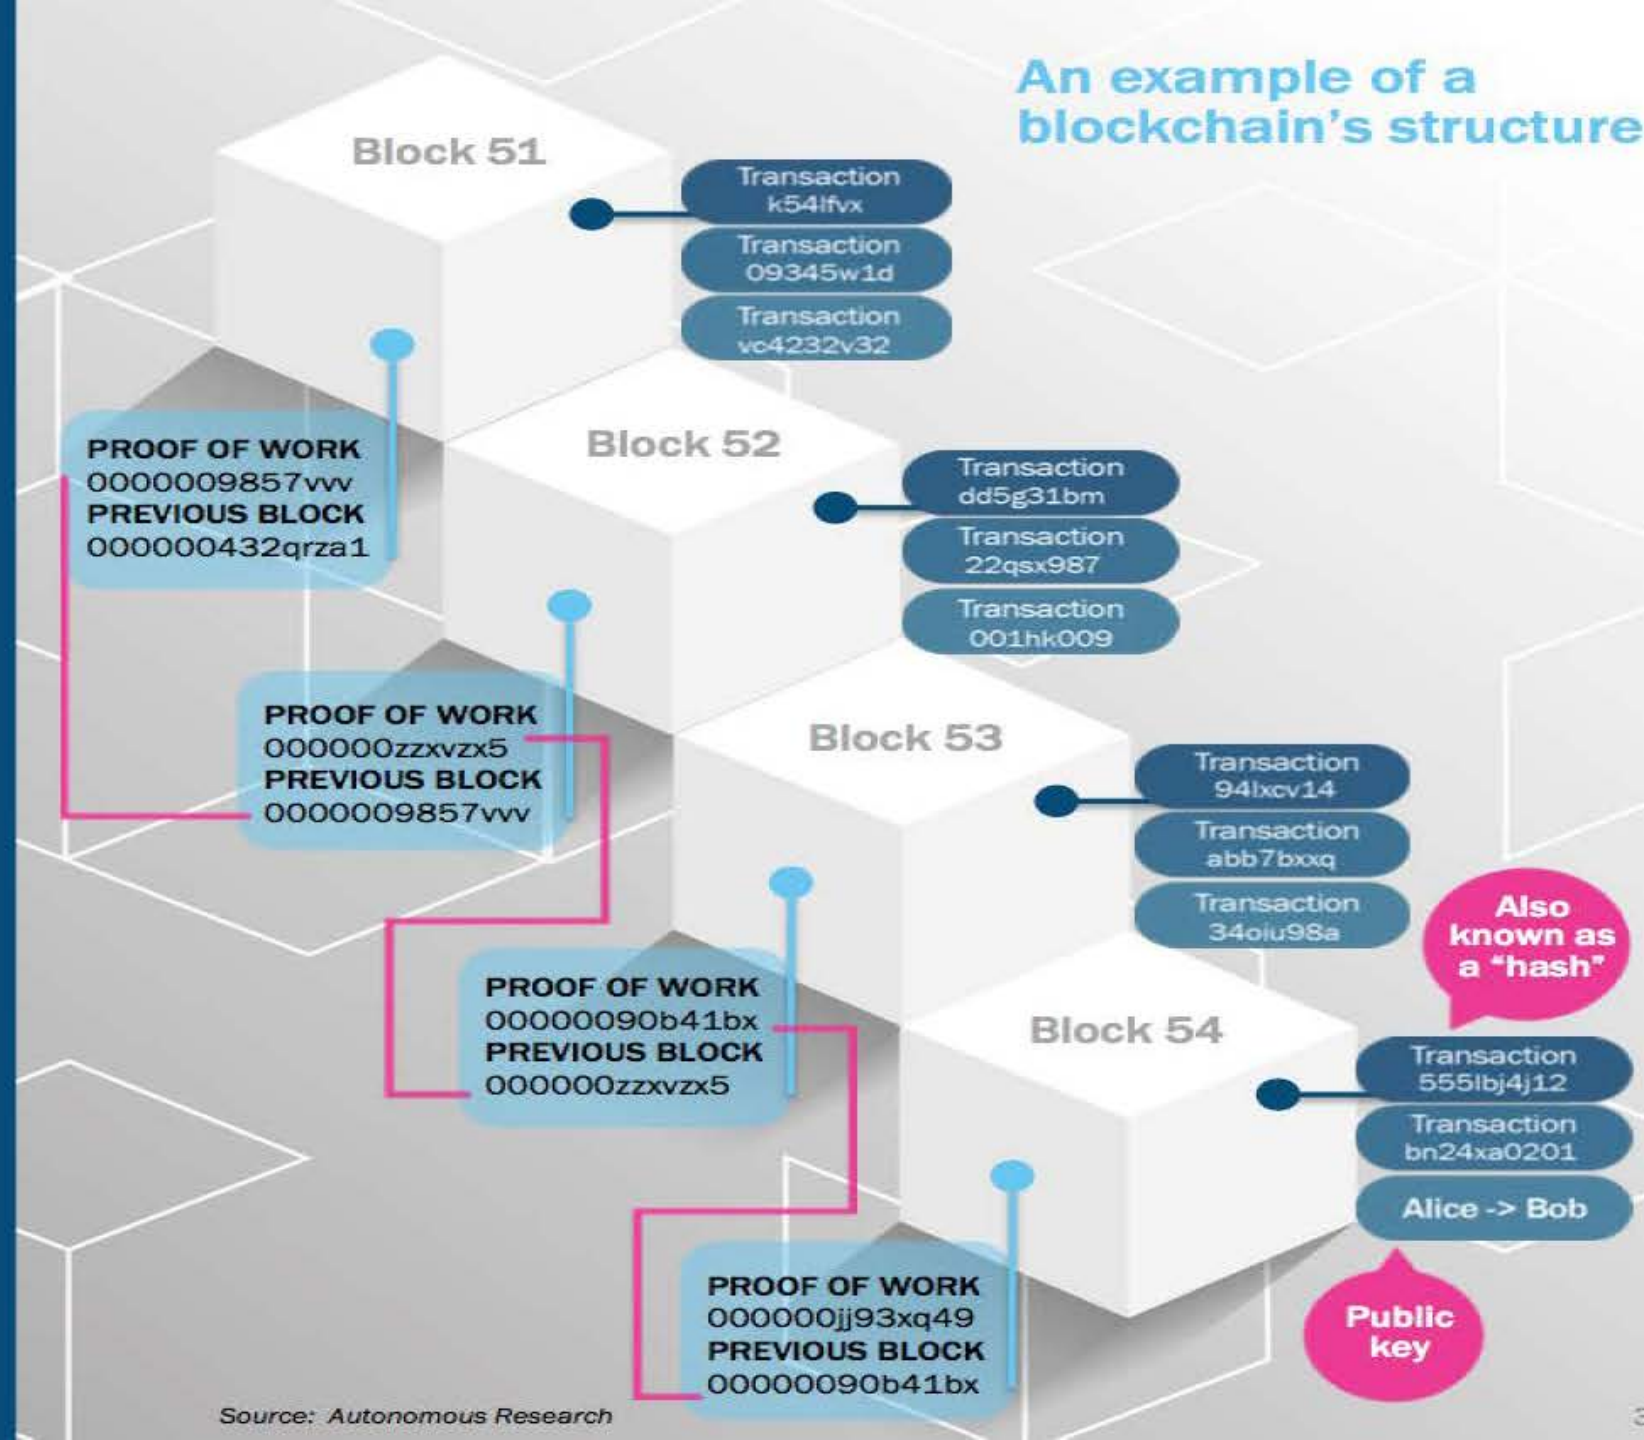 An example of a
blockchain's structure
Block 51
Transaction
k54lfvx
Transaction
09345w1d
Transaction
vc4232v32
PROOF OF WORK
0000009857vvv
PREVIOUS BLOCK
000000432qrza1
Block 52
Transaction
dd5g31bm
Transaction
22qsx987
Transaction
001hk009
PROOF OF WORK
000000zzxvzx5
PREVIOUS BLOCK
0000009857vvv
Block 53
Transaction
94lxcv14
Transaction
abb7bxxq
Transaction
34oiu98a
PROOF OF WORK
00000090b41bx
PREVIOUS BLOCK
000000zzxvzx5
Also
known as
a “hash”
Block 54
Transaction
555lbj4j12
Transaction
bn24xa0201
Alice -> Bob
Public
key
PROOF OF WORK
000000jj93xq49
PREVIOUS BLOCK
00000090b41bx
Source: Autonomous Research